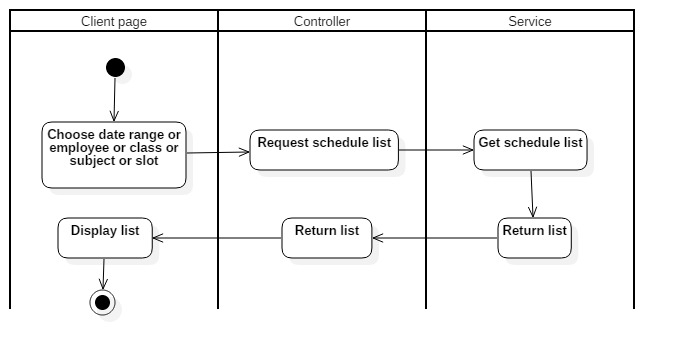 Client page
Controller
Service
Choose date range or
employee or class or
subject or slot
Request schedule list
Get schedule list
Display list
Return list
Return list